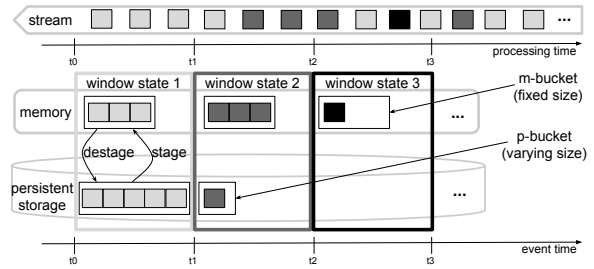 stream
...
t0 t1 t2 t3
processing time
window state 1 window state 2 window state 3
m-bucket
(fixed size)
memory
...
destage stage
p-bucket
(varying size)
persistent
storage
...
t0 t1 t2 t3
event time